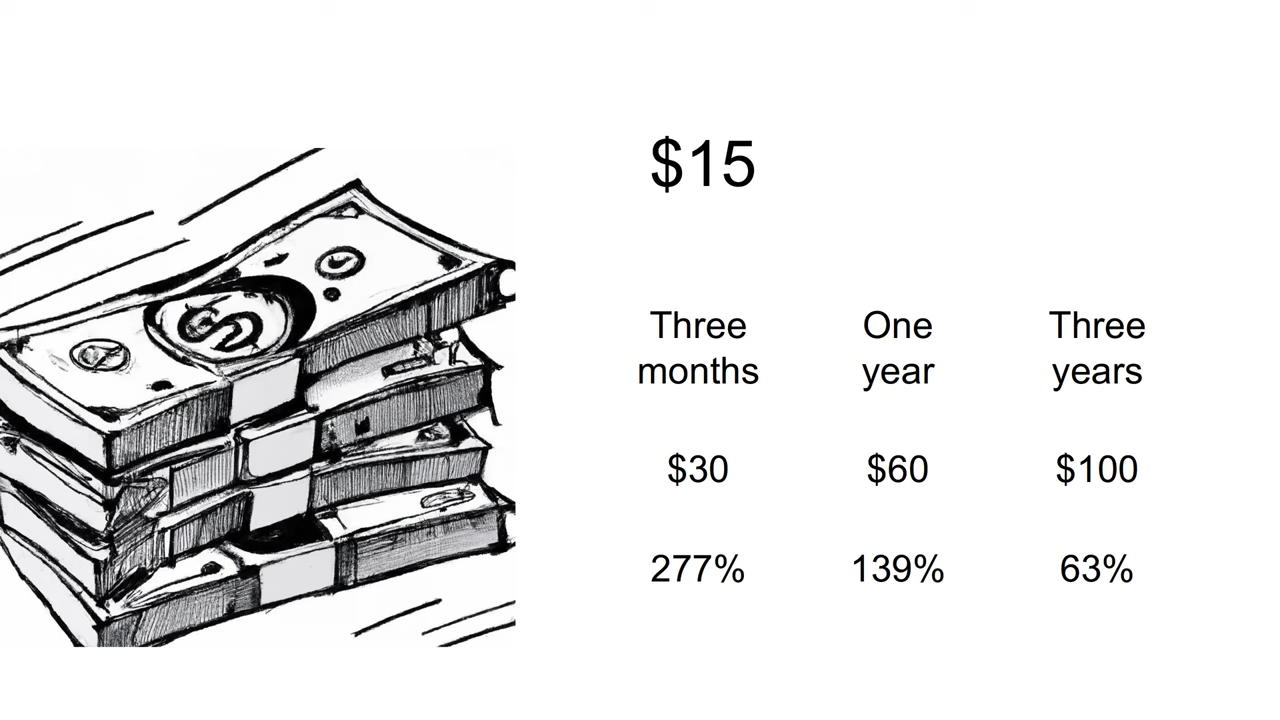 $15
Three months
One year
Three years
$30 $60 $100
277% 139% 63%